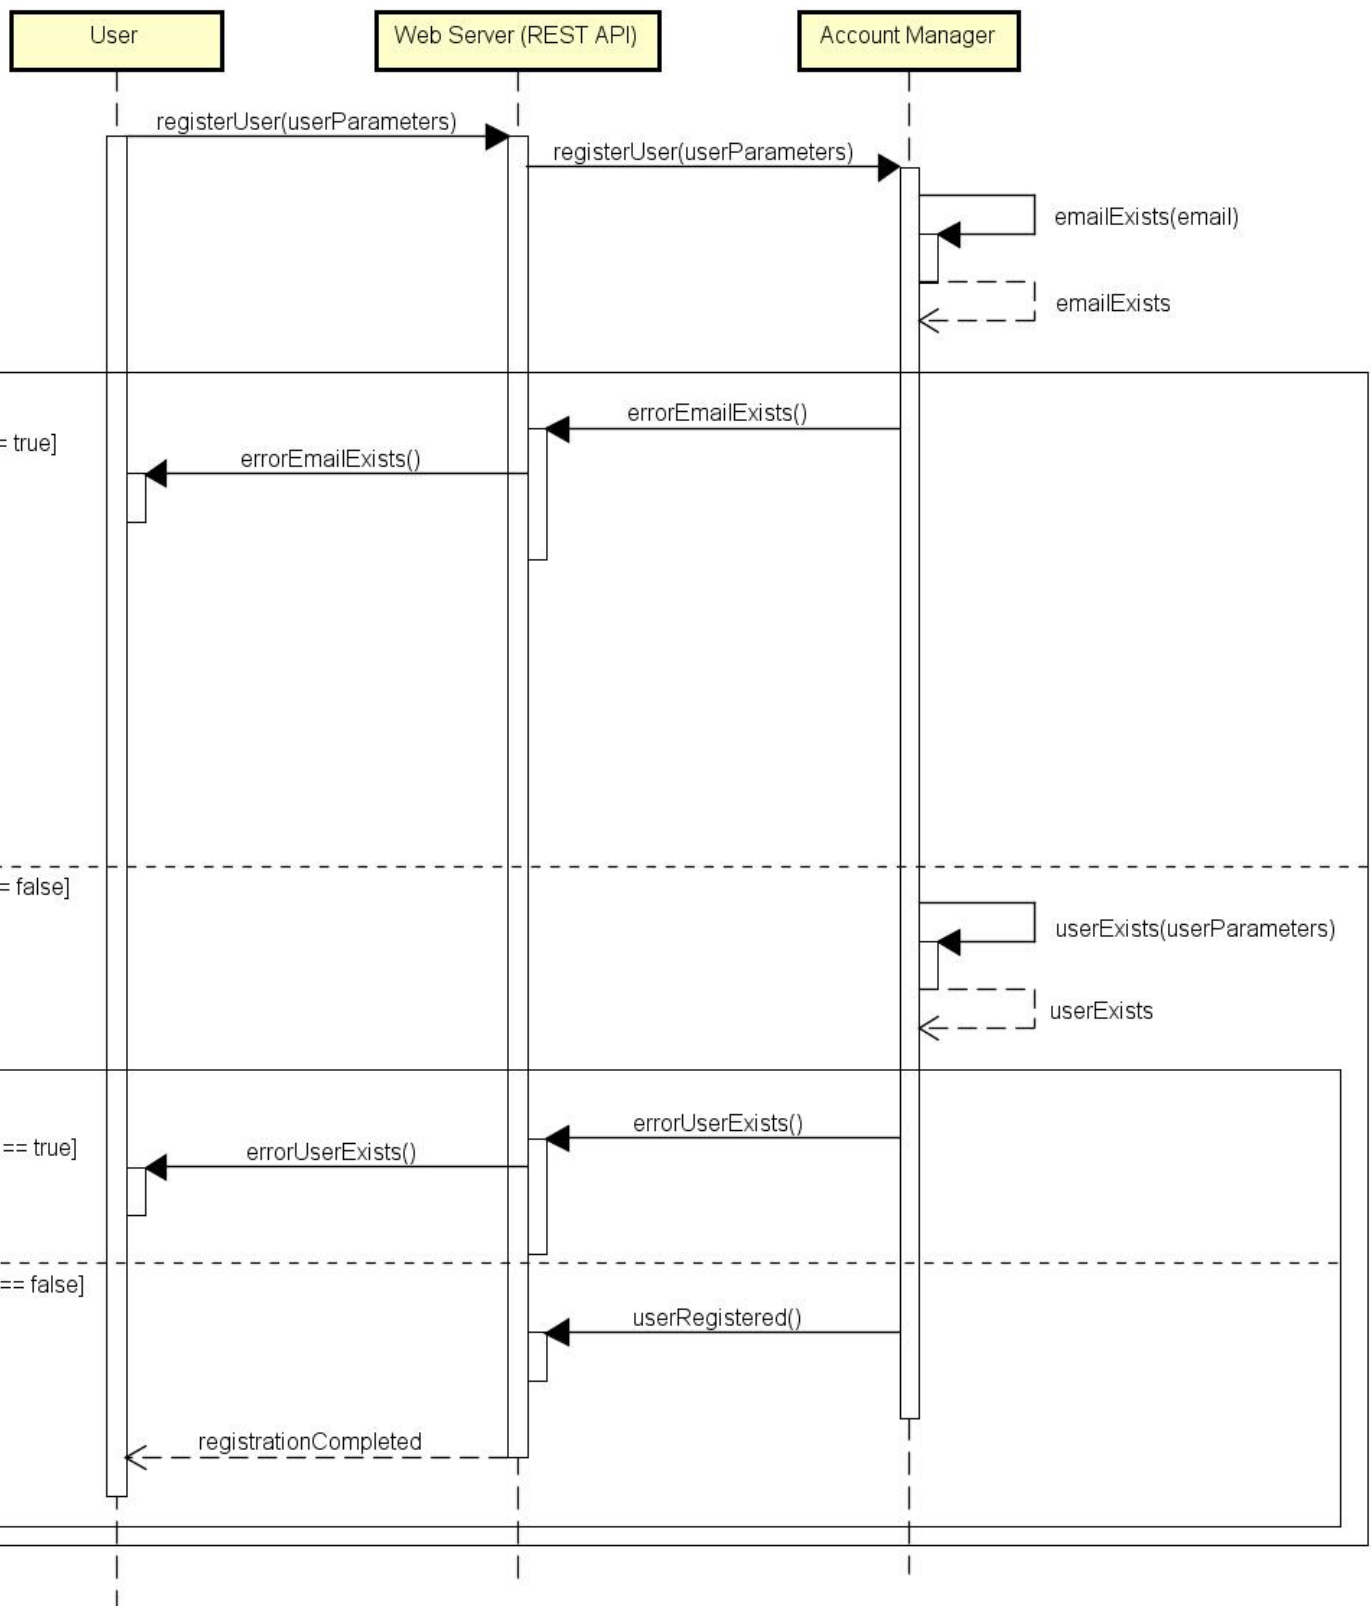 User
Web Server (REST API)
Account Manager
registerUser(userParameters)
registerUser(userParameters)
emailExists(email)
emailExists
errorEmailExists()
= true]
errorEmailExists()
= false]
userExists(userParameters)
userExists
errorUserExists()
== true]
errorUserExists()
== false]
userRegistered()
registrationCompleted